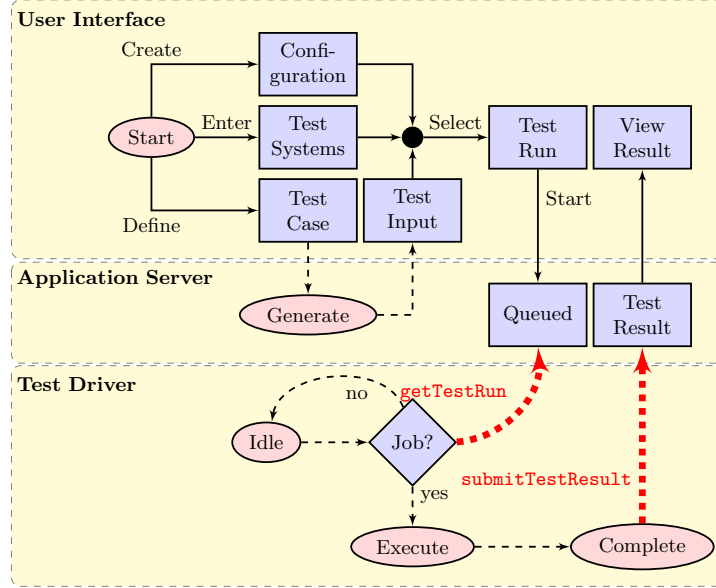 User Interface
Create
Confi-
guration
Start
Enter
Test
Systems
Select
Test
Run
View
Result
Define
Test
Case
Test
Input
Start
Application Server
Generate
Queued
Test
Result
Test Driver
no
getTestRun
Idle
Job?
submitTestResult
yes
Execute
Complete